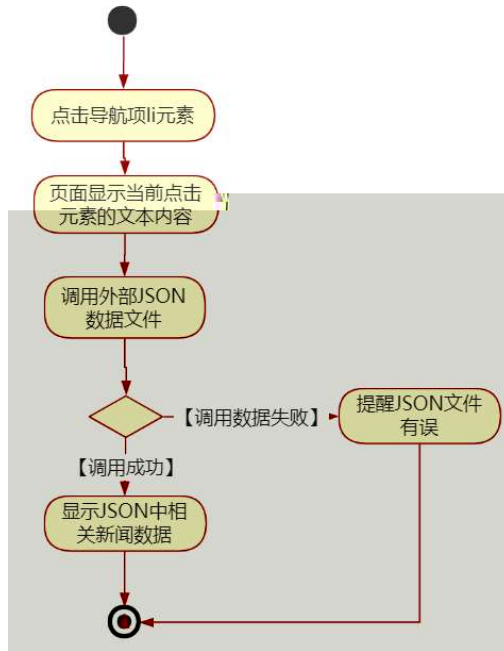 点击导航项li元素
页面显示当前点击
元素的文本内容
调用外部JSON
数据文件
【调用数据失败】
提醒JSON文件
有误
【调用成功】
显示JSON中相
关新闻数据